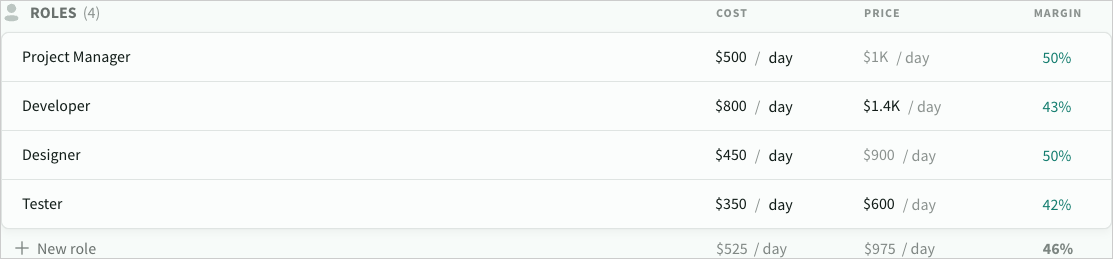 ROLES (4) COST PRICE MARGIN
Project Manager $500 / day $1K / day 50%
Developer $800 / day $1.4K / day 43%
Designer $450 / day $900 / day 50%
Tester $350 / day $600 / day 42%
+ New role $525 / day $975 / day 46%